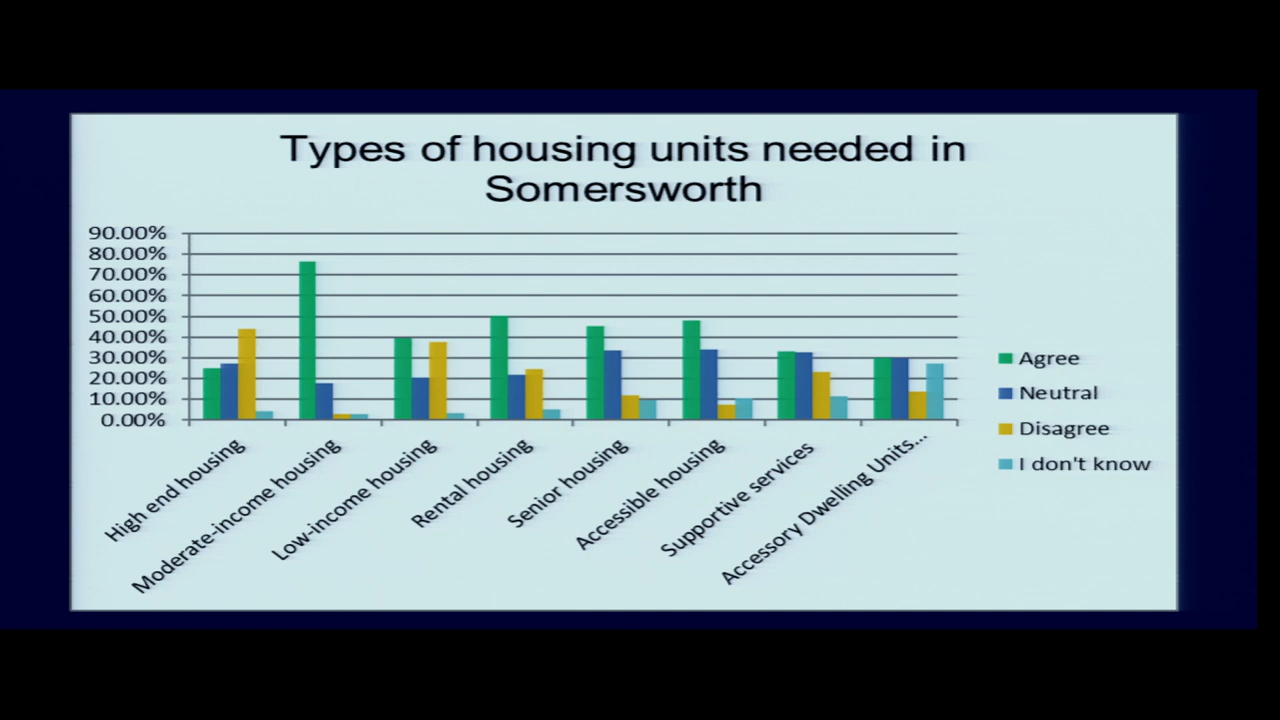 Types of housing units needed in
Somersworth
90.00%
80.00%
70.00%
60.00%
50.00%
40.00%
30.00%
20.00%
10.00%
0.00%
High end housing
Moderate-income housing
Low-income housing
Rental housing
Senior housing
Accessible housing
Supportive services
Accessory Dwelling Units...
Agree
Neutral
Disagree
I don't know